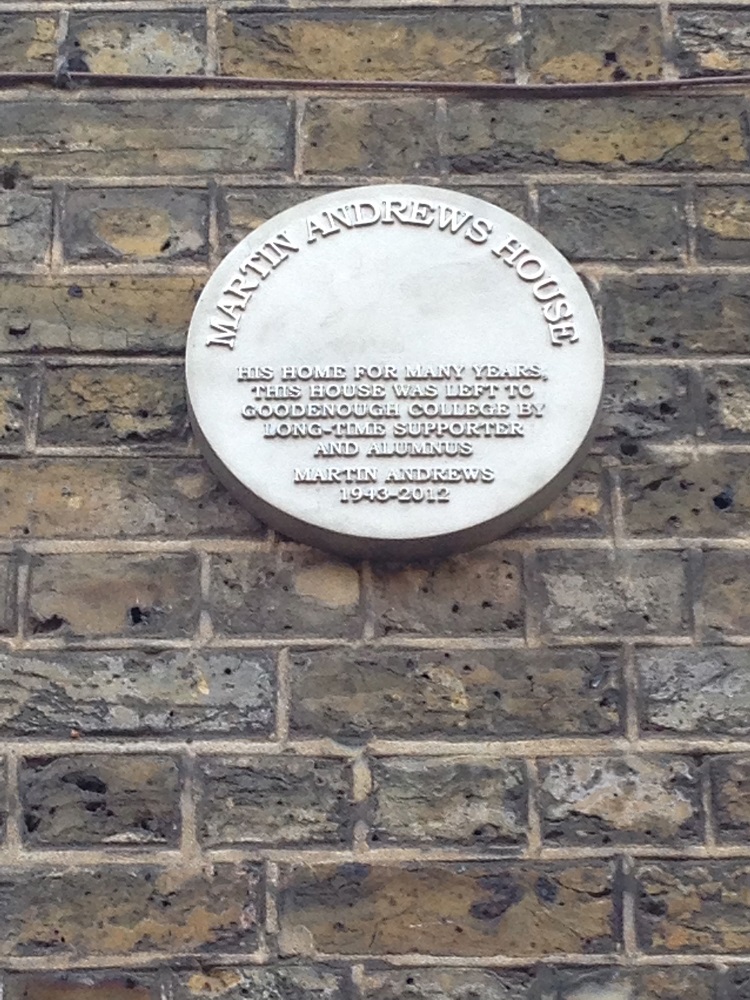 MARTIN ANDREWS HOUSE
HIS HOME FOR MANY YEARS,
THIS HOUSE WAS LEFT TO
GOODENOUGH COLLEGE BY
LONG-TIME SUPPORTER
AND ALUMNUS
MARTIN ANDREWS
1943-2012